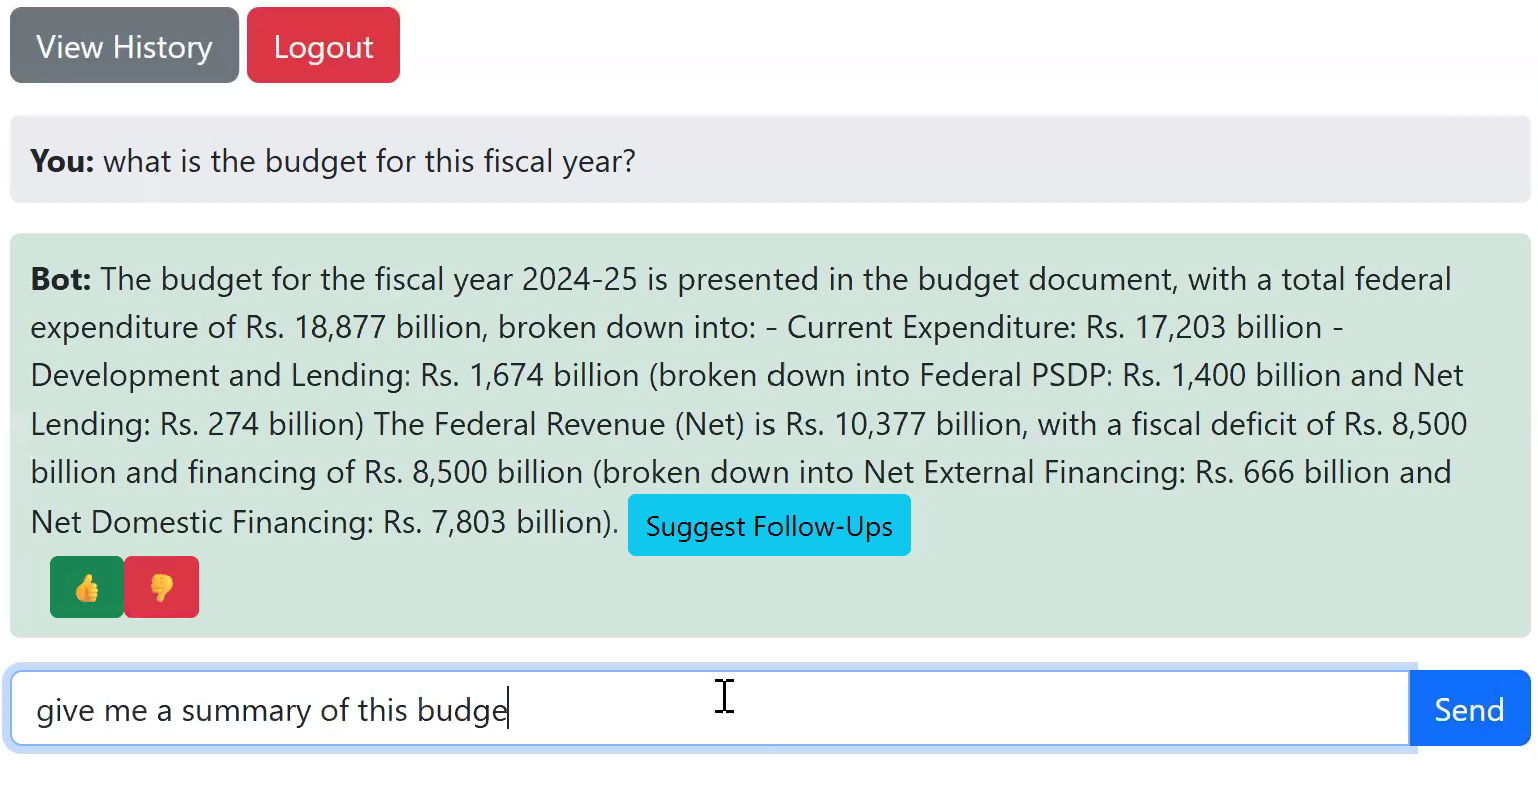 View History Logout
You: what is the budget for this fiscal year?
Bot: The budget for the fiscal year 2024-25 is presented in the budget document, with a total federal
expenditure of Rs. 18,877 billion, broken down into: - Current Expenditure: Rs. 17,203 billion -
Development and Lending: Rs. 1,674 billion (broken down into Federal PSDP: Rs. 1,400 billion and Net
Lending: Rs. 274 billion) The Federal Revenue (Net) is Rs. 10,377 billion, with a fiscal deficit of Rs. 8,500
billion and financing of Rs. 8,500 billion (broken down into Net External Financing: Rs. 666 billion and
Net Domestic Financing: Rs. 7,803 billion). Suggest Follow-Ups
give me a summary of this budge Send